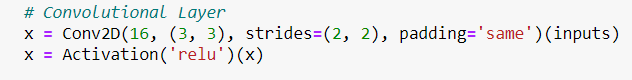 # Convolutional Layer
x = Conv2D(16, (3, 3), strides=(2, 2), padding='same')(inputs)
x = Activation('relu')(x)